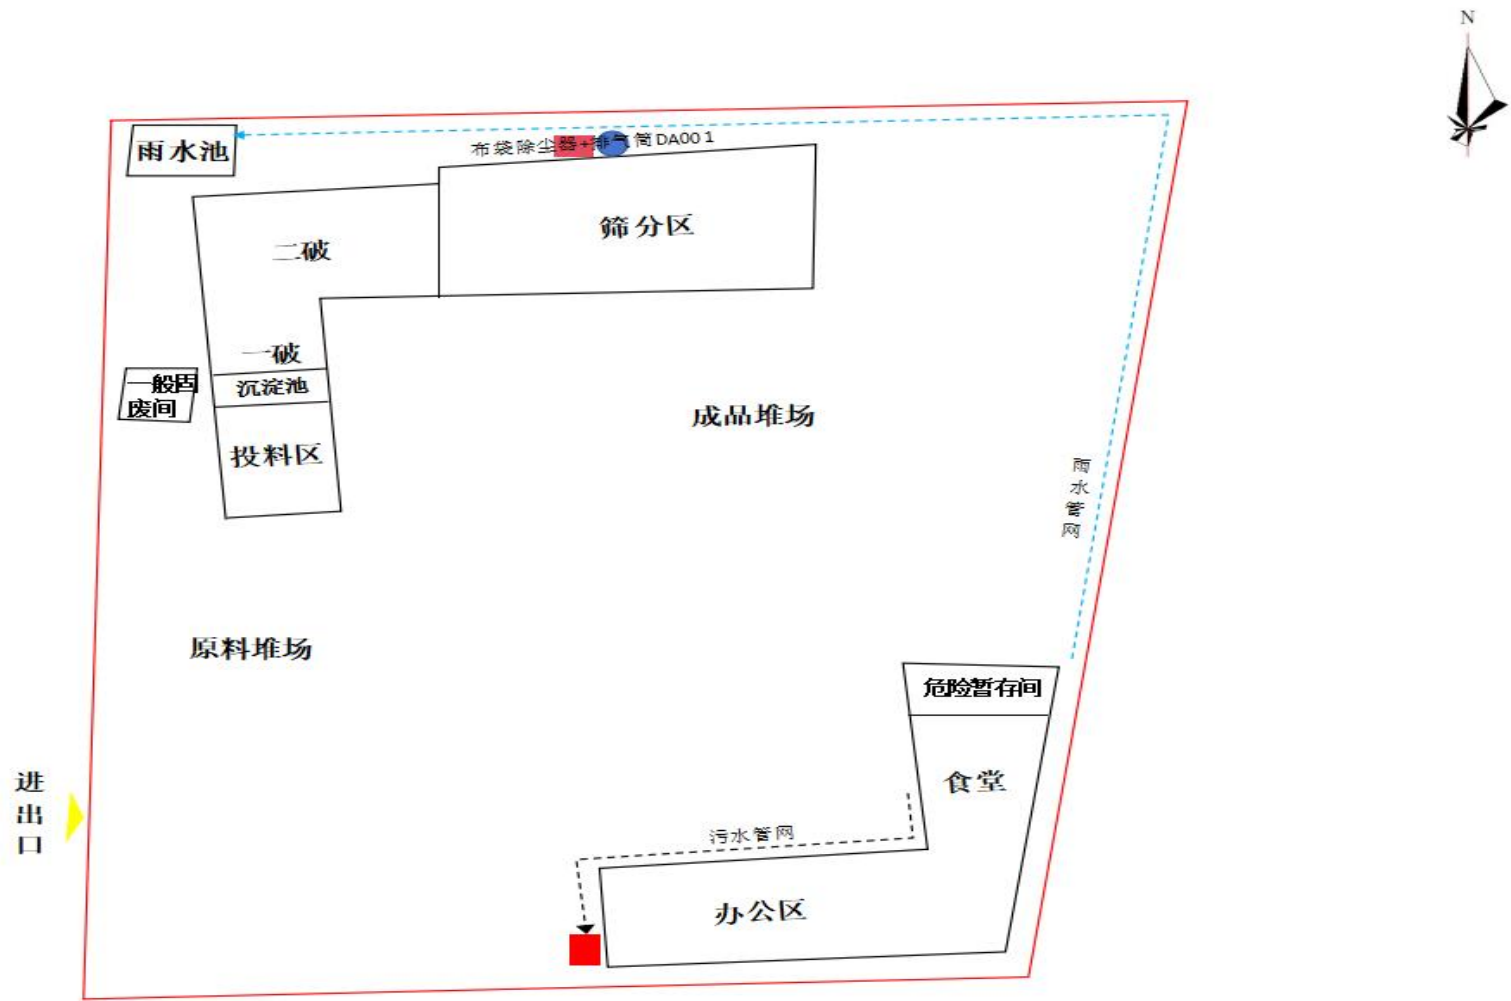 N
雨水池
布袋除尘器+排气筒DA001
筛分区
二破
一破
沉淀池
一般固
废间
投料区
成品堆场
雨
水
管
网
原料堆场
危险暂存间
食堂
进
出
口
污水管网
办公区